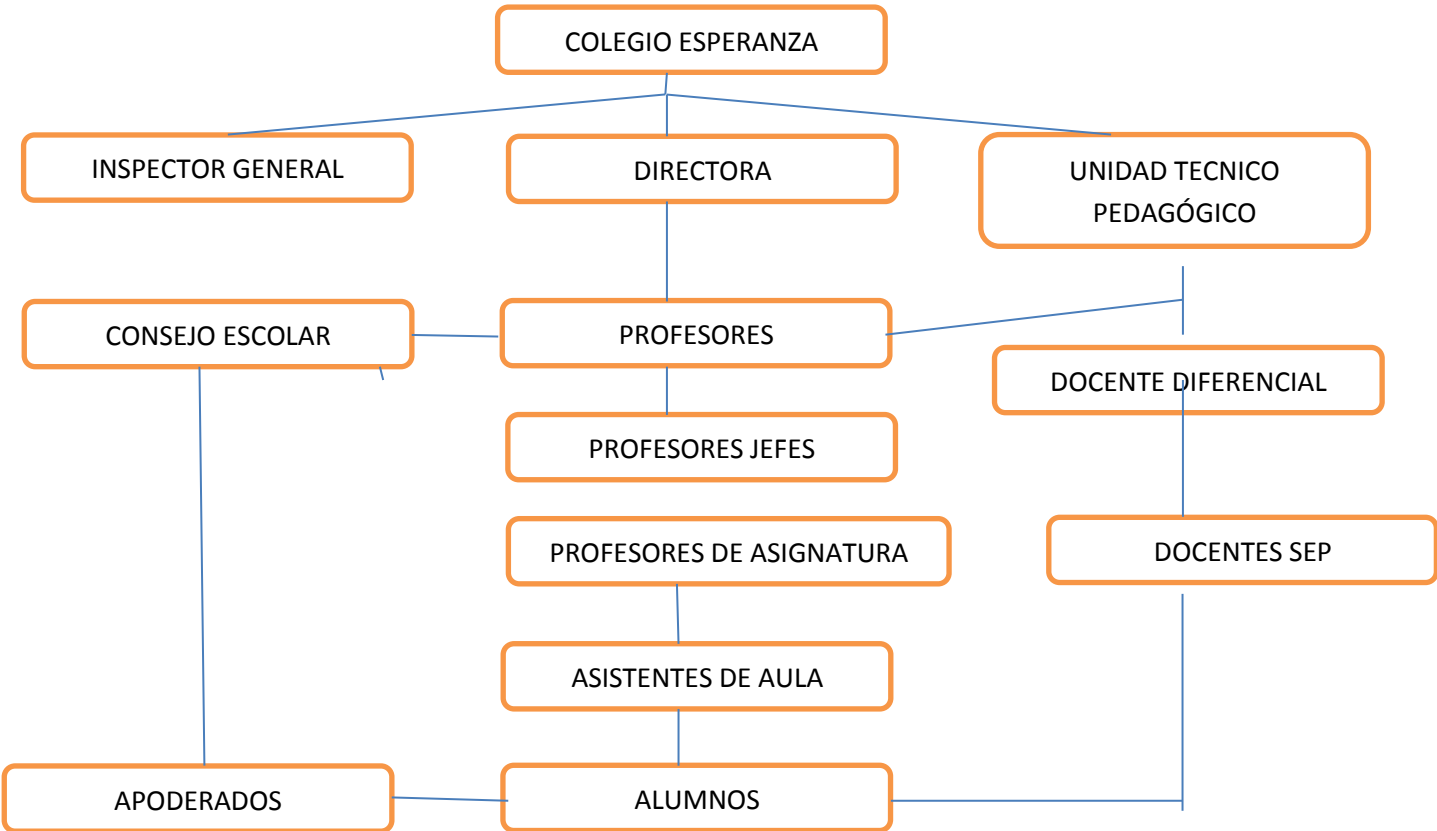 COLEGIO ESPERANZA
INSPECTOR GENERAL
DIRECTORA
UNIDAD TECNICO
PEDAGÓGICO
CONSEJO ESCOLAR
PROFESORES
DOCENTE DIFERENCIAL
PROFESORES JEFES
PROFESORES DE ASIGNATURA
DOCENTES SEP
ASISTENTES DE AULA
APODERADOS
ALUMNOS